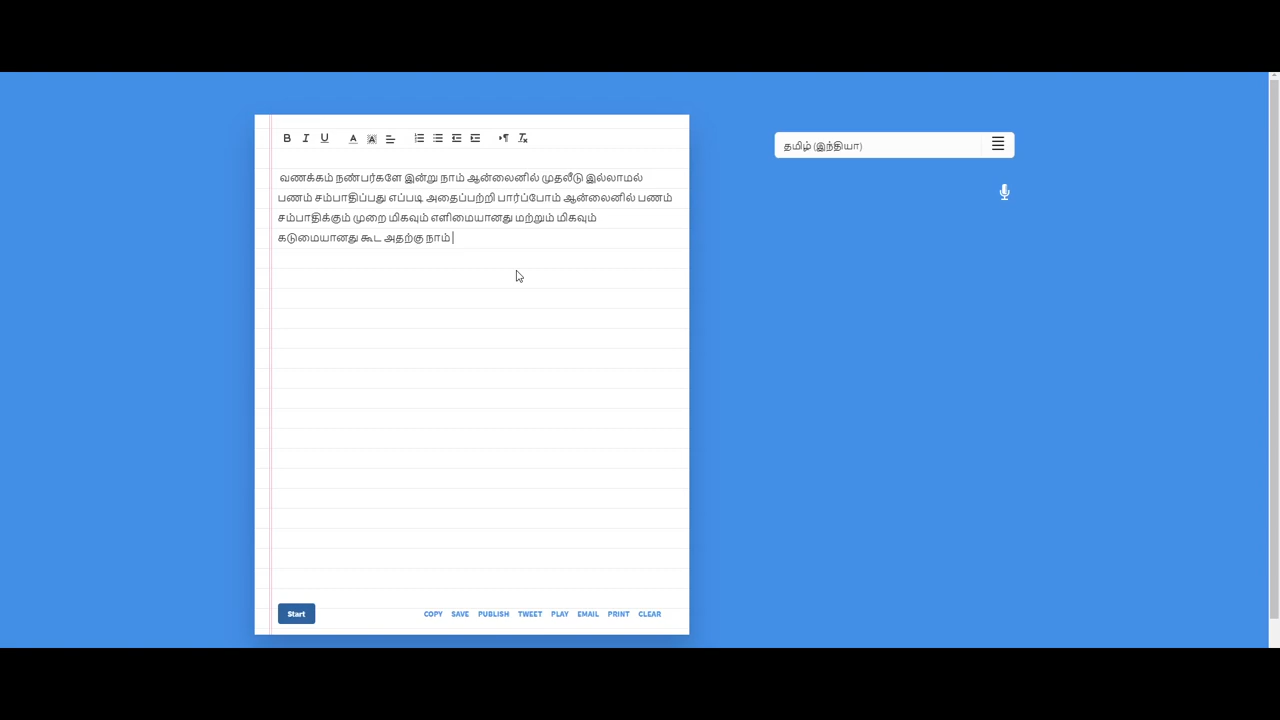 B I U
வணக்கம் நண்பர்களே இன்று நாம் ஆன்லைனில் முதலீடு இல்லாமல்
பணம் சம்பாதிப்பது எப்படி அதைப்பற்றி பார்ப்போம் ஆன்லைனில் பணம்
சம்பாதிக்கும் முறை மிகவும் எளிமையானது மற்றும் மிகவும்
கடுமையானது கூட அதற்கு நாம்
தமிழ் (இந்தியா)
Start COPY SAVE PUBLISH TWEET PLAY EMAIL PRINT CLEAR